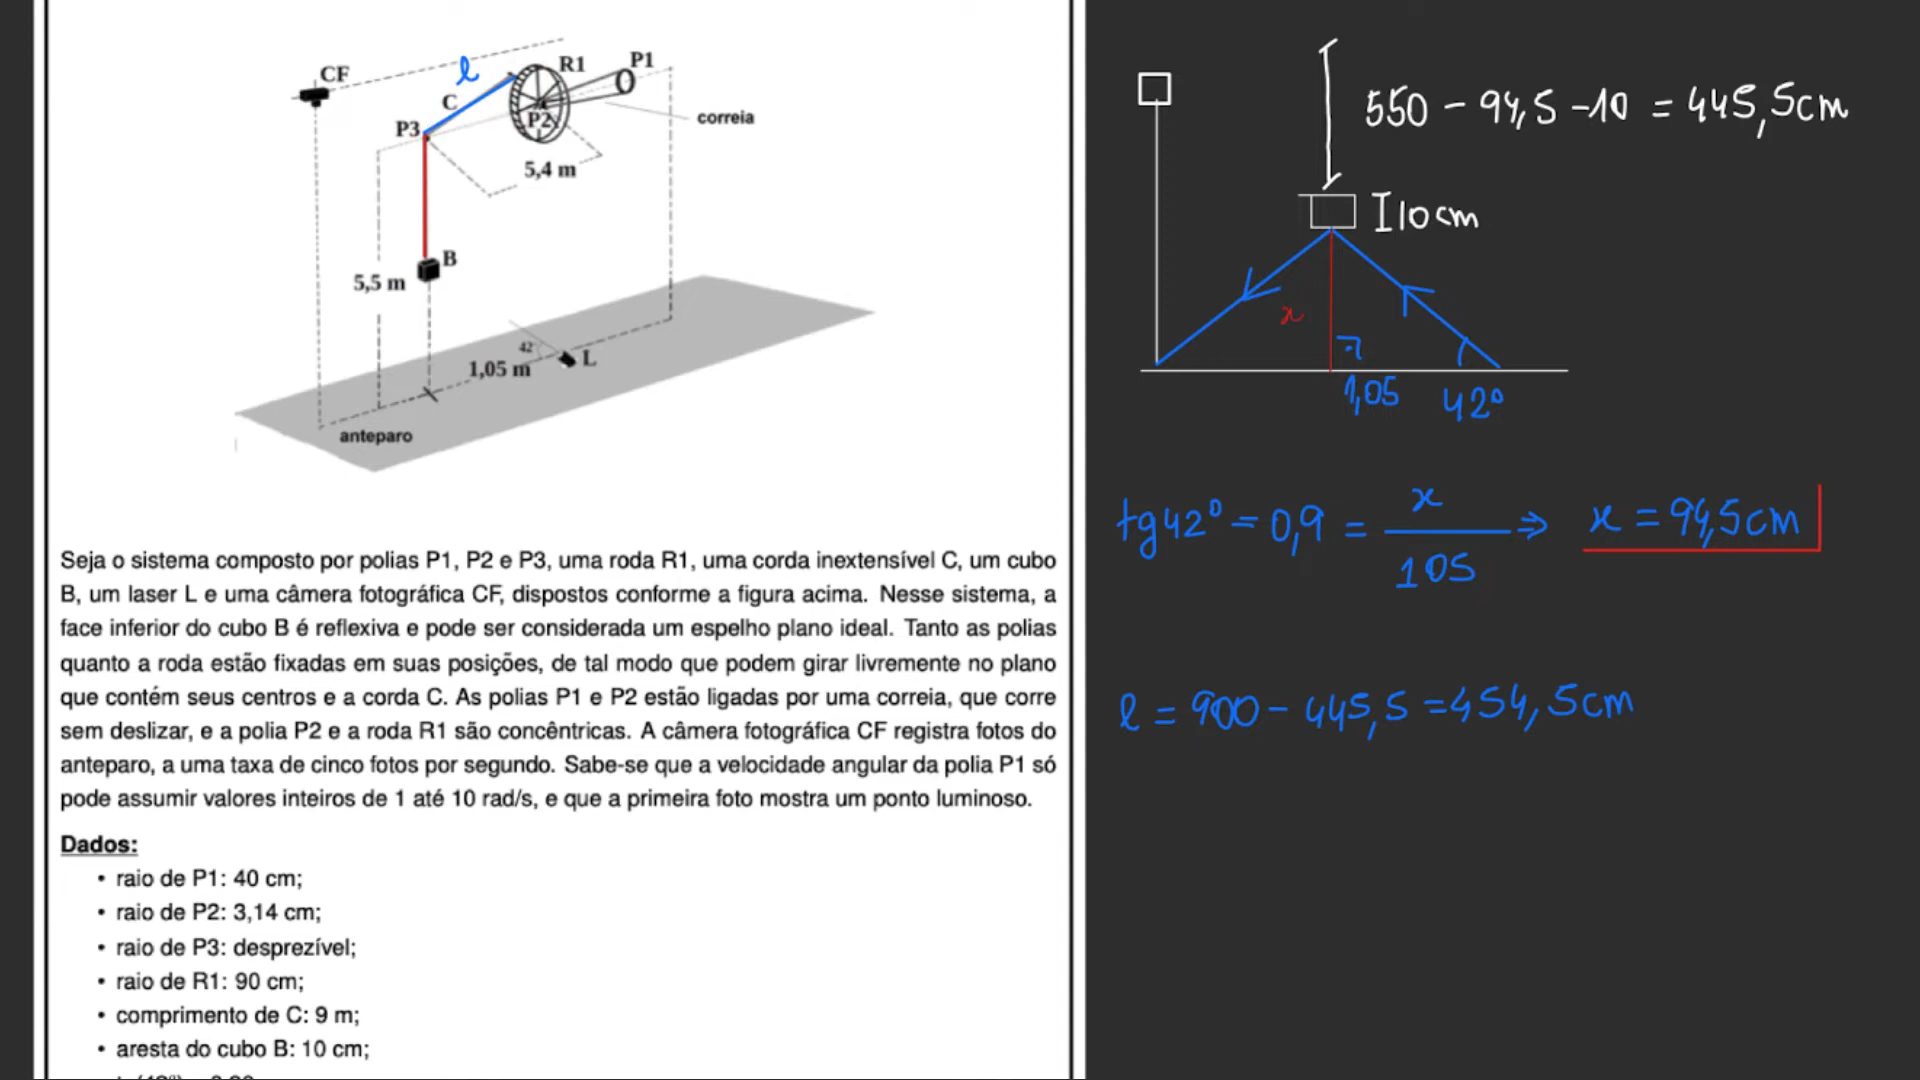 CF
ℓ
R1
P1
C
P3
P2
correia
5,4 m
B
5,5 m
42°
1,05 m
L
anteparo
Seja o sistema composto por polias P1, P2 e P3, uma roda R1, uma corda inextensível C, um cubo
B, um laser L e uma câmera fotográfica CF, dispostos conforme a figura acima. Nesse sistema, a
face inferior do cubo B é reflexiva e pode ser considerada um espelho plano ideal. Tanto as polias
quanto a roda estão fixadas em suas posições, de tal modo que podem girar livremente no plano
que contém seus centros e a corda C. As polias P1 e P2 estão ligadas por uma correia, que corre
sem deslizar, e a polia P2 e a roda R1 são concêntricas. A câmera fotográfica CF registra fotos do
anteparo, a uma taxa de cinco fotos por segundo. Sabe-se que a velocidade angular da polia P1 só
pode assumir valores inteiros de 1 até 10 rad/s, e que a primeira foto mostra um ponto luminoso.
Dados:
• raio de P1: 40 cm;
• raio de P2: 3,14 cm;
• raio de P3: desprezível;
• raio de R1: 90 cm;
• comprimento de C: 9 m;
• aresta do cubo B: 10 cm;
550 - 94,5 - 10 = 445,5cm
10cm
x
1,05
42°
tg42° = 0,9 = x / 105 ⇒ x = 94,5cm
ℓ = 900 - 445,5 = 454,5cm